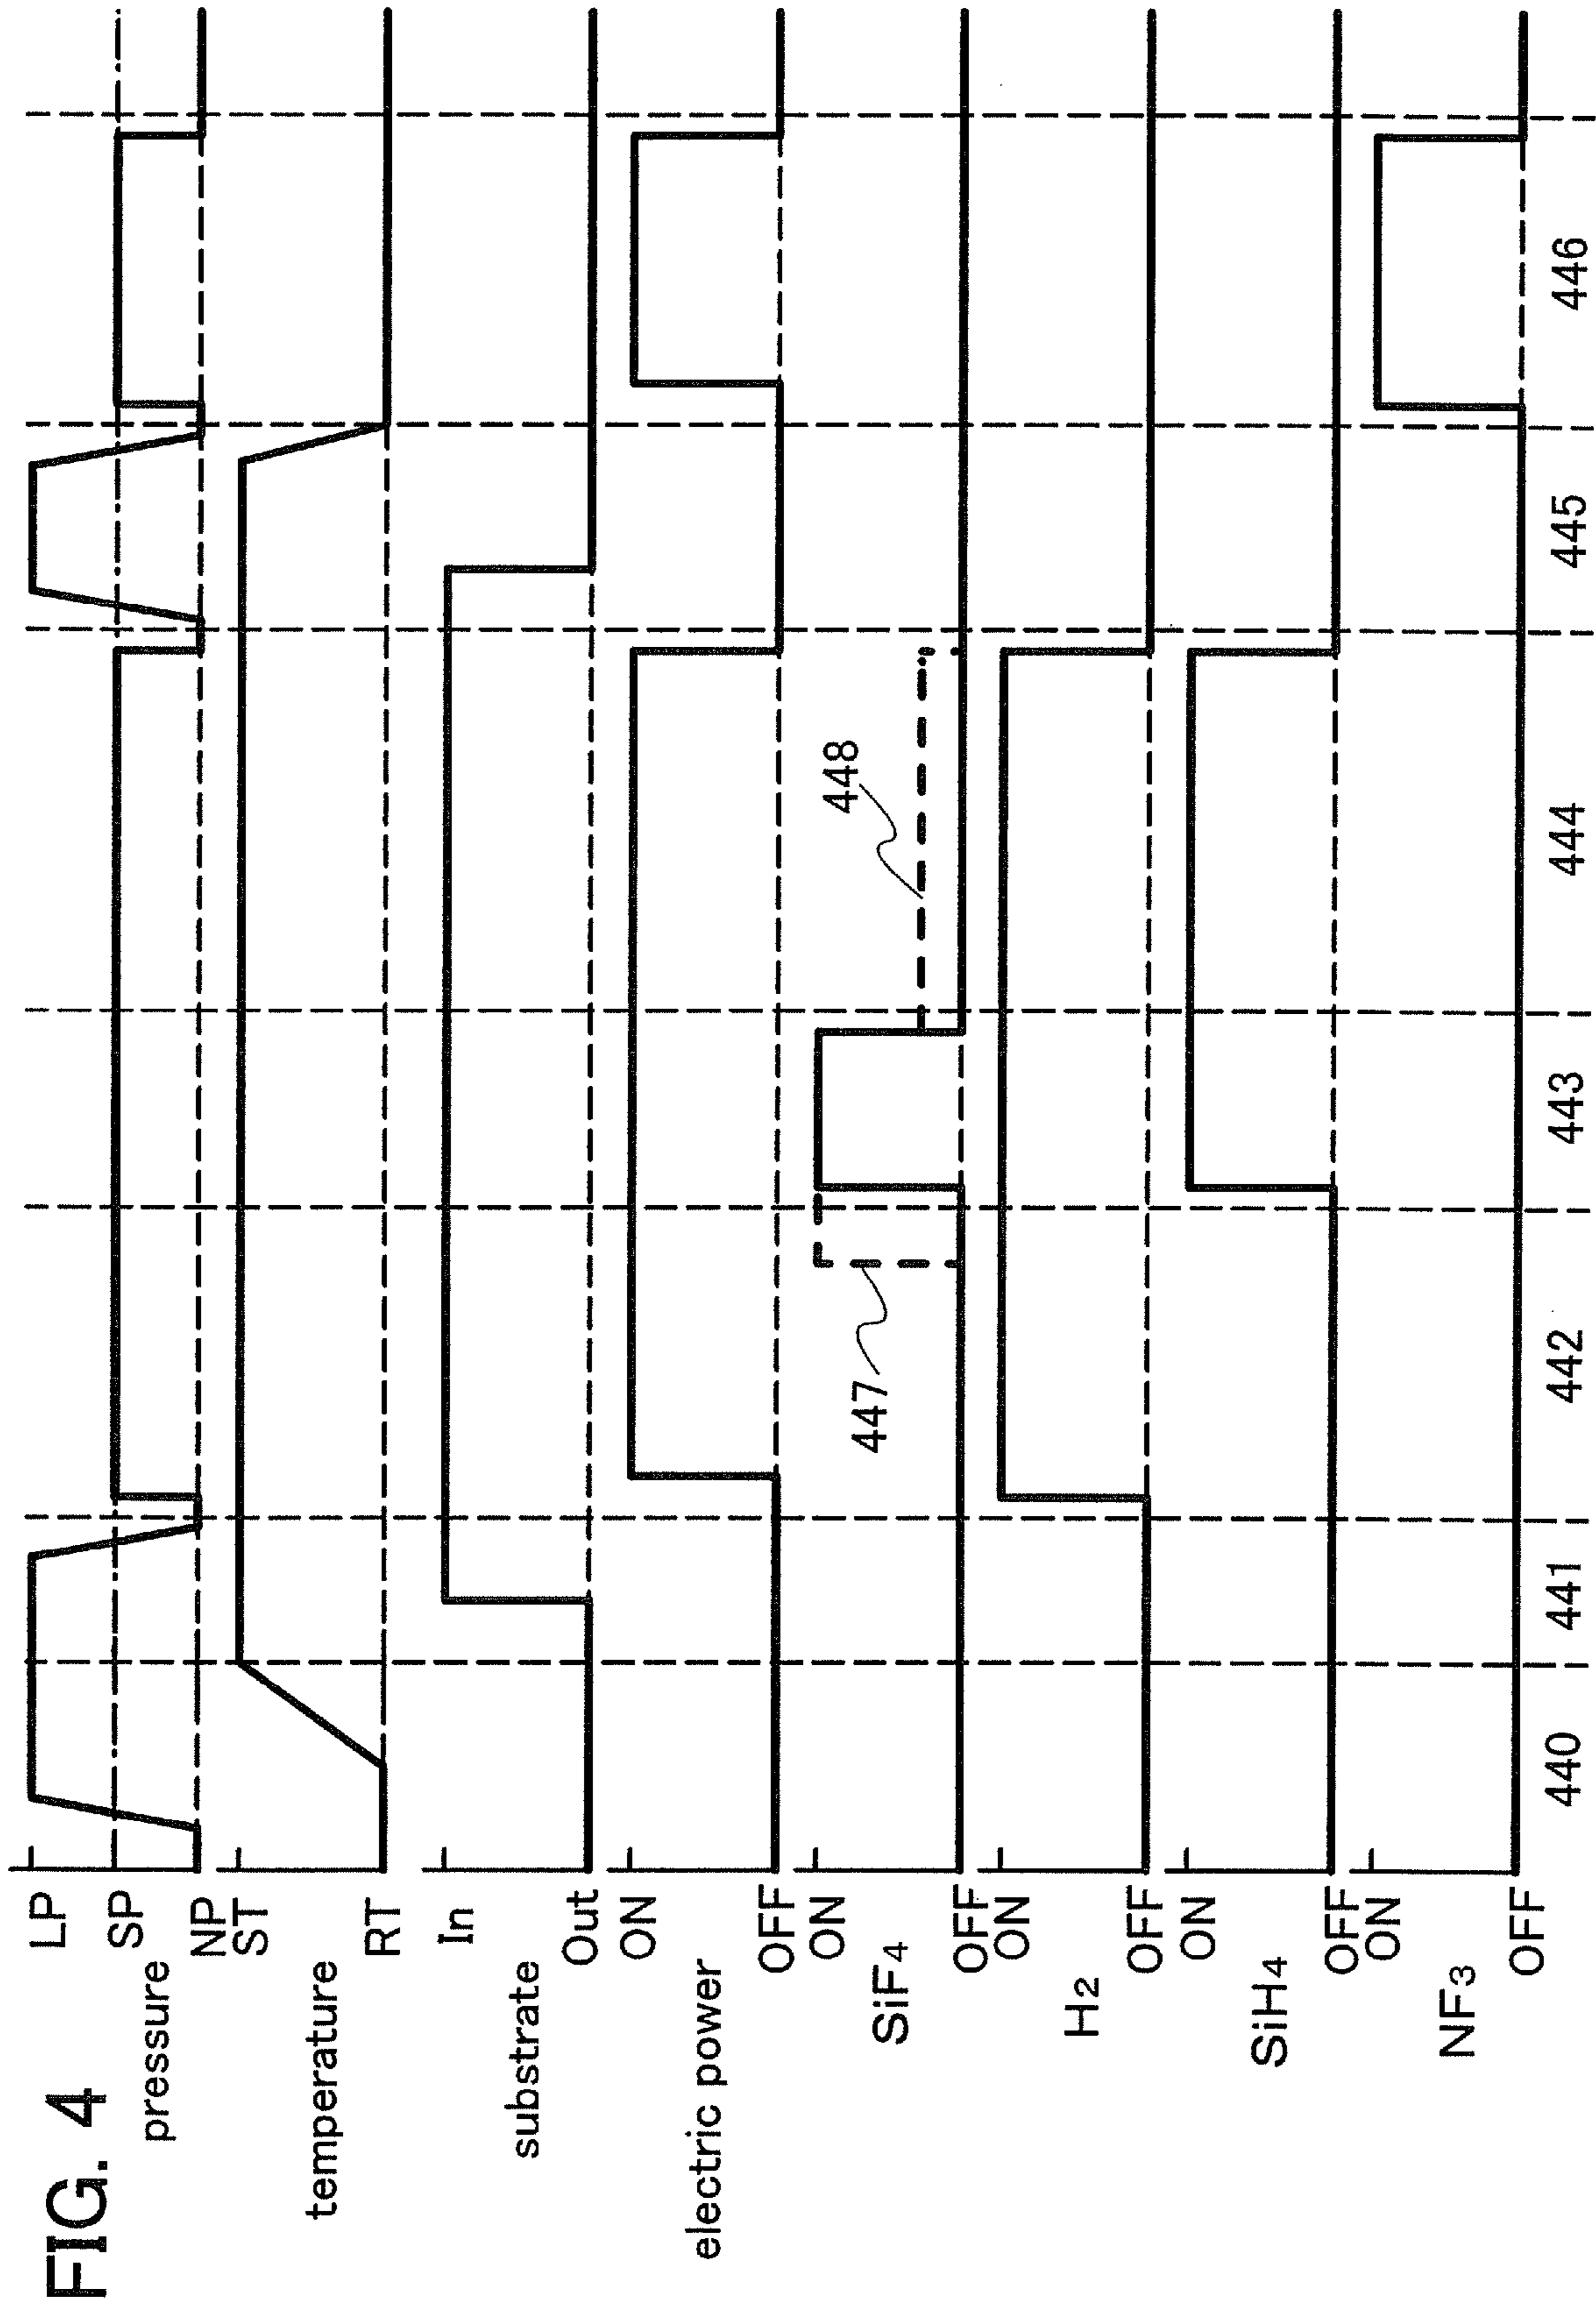 FIG. 4
pressure
LP
SP
NP
temperature
ST
RT
substrate
In
Out
electric power
ON
OFF
SiF4
ON
OFF
447
448
H2
ON
OFF
SiH4
ON
OFF
NF3
ON
OFF
440 441 442 443 444 445 446